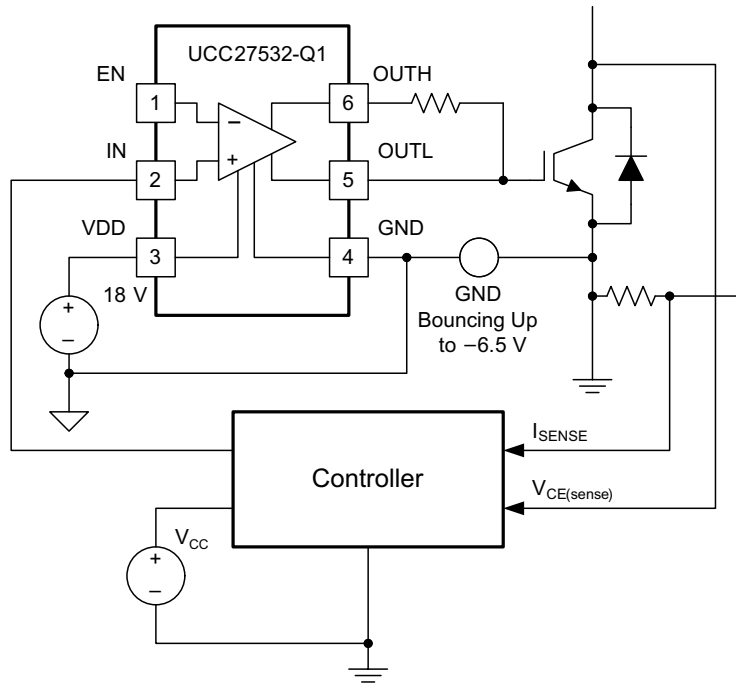 UCC27532-Q1
EN
OUTH
1
6
−
IN
+
OUTL
2
5
VDD
GND
3
4
18 V
+
−
GND
Bouncing Up
to −6.5 V
Controller
ISENSE
VCE(sense)
VCC
+
−